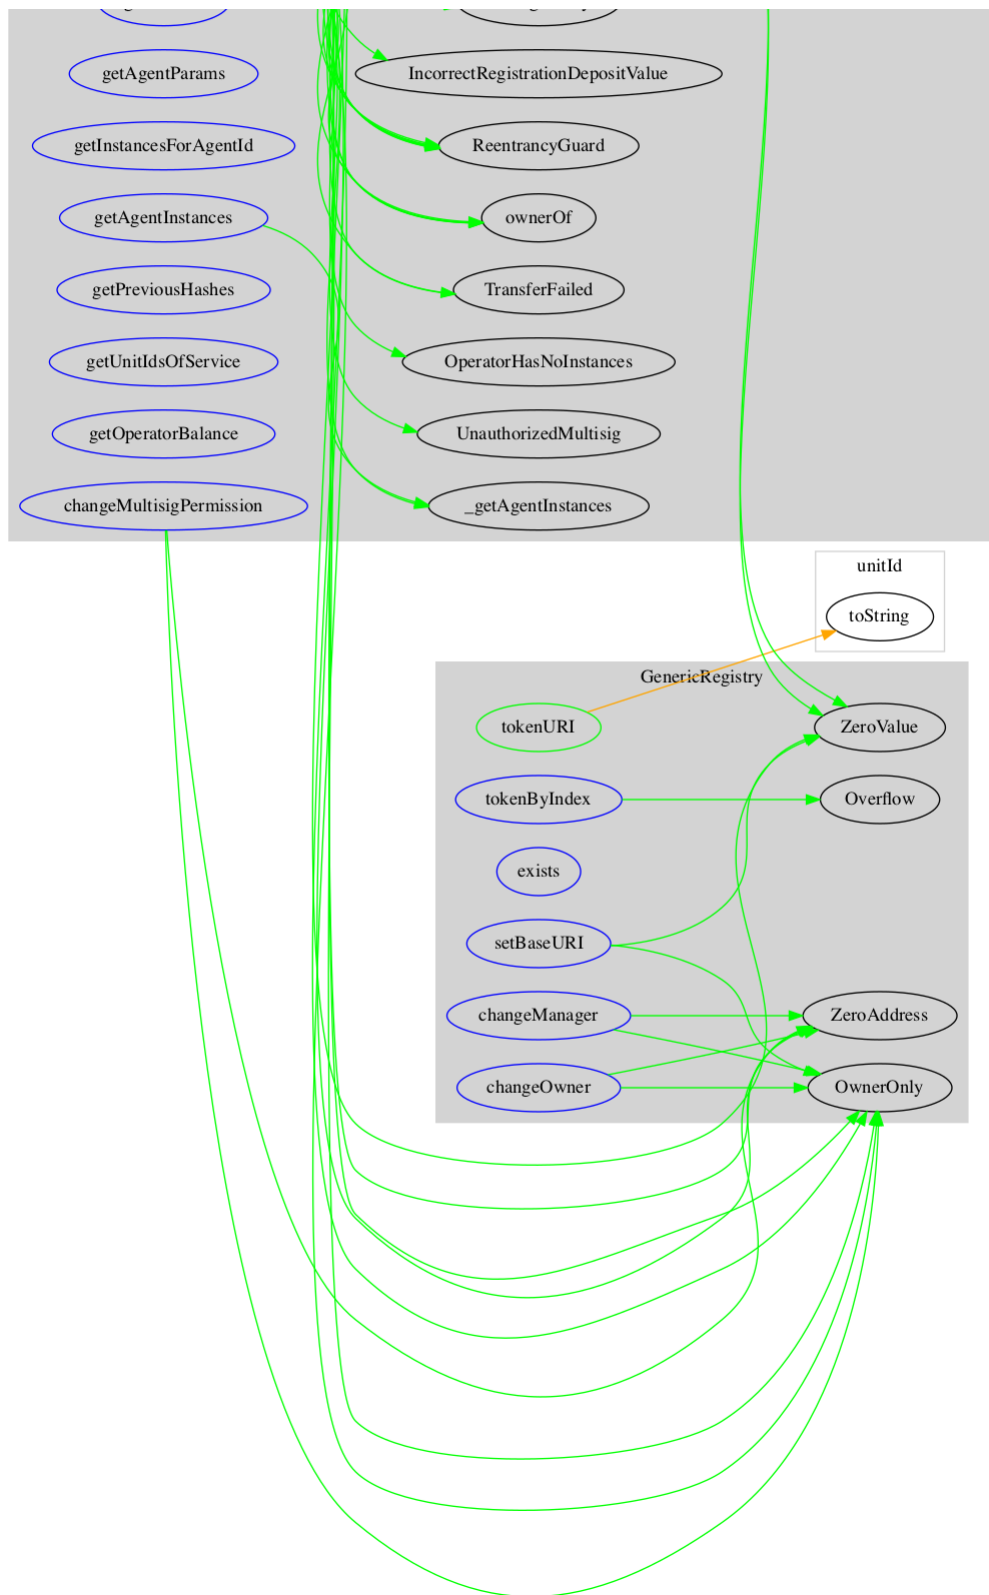 getAgentParams
IncorrectRegistrationDepositValue
getInstancesForAgentId
ReentrancyGuard
getAgentInstances
ownerOf
getPreviousHashes
TransferFailed
getUnitIdsOfService
OperatorHasNoInstances
getOperatorBalance
UnauthorizedMultisig
changeMultisigPermission
_getAgentInstances
unitId
toString
GenericRegistry
tokenURI
ZeroValue
tokenByIndex
Overflow
exists
setBaseURI
changeManager
ZeroAddress
changeOwner
OwnerOnly